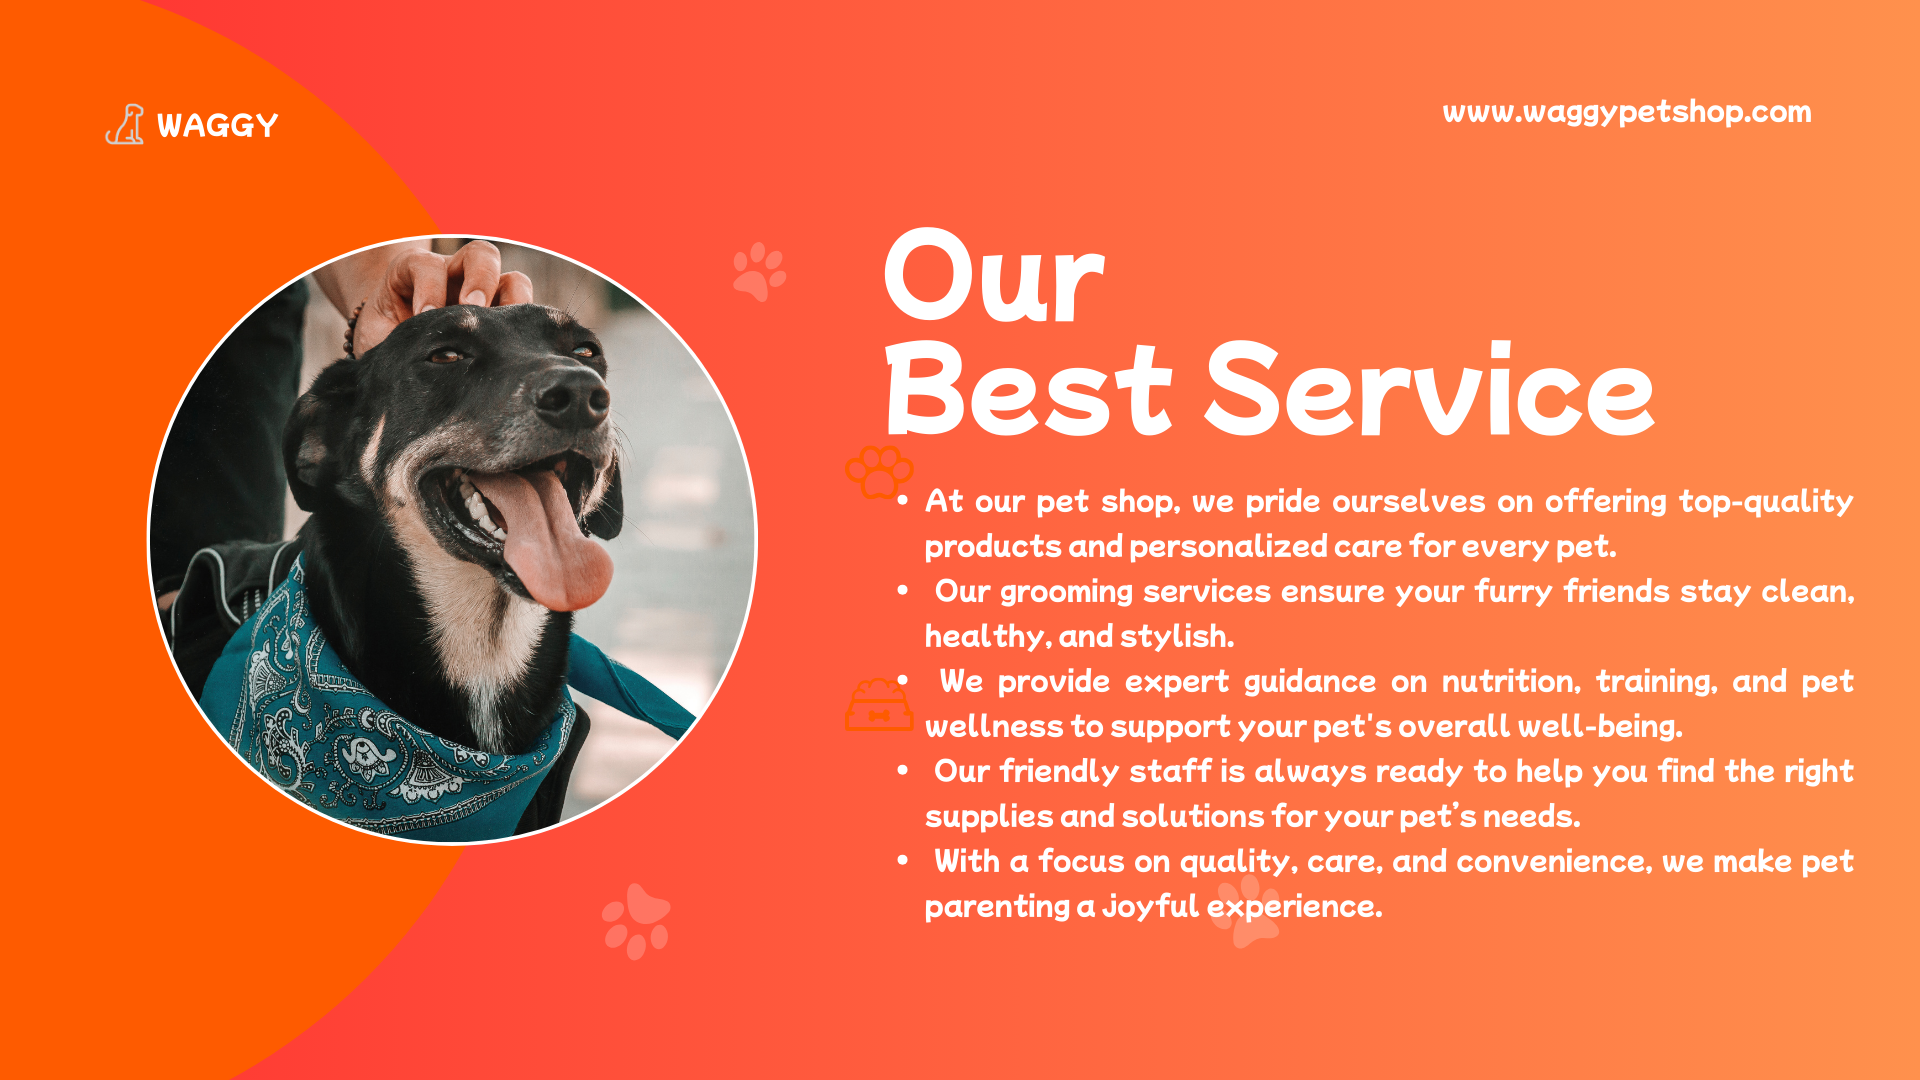 WAGGY
www.waggypetshop.com
Our
Best Service
• At our pet shop, we pride ourselves on offering top-quality
products and personalized care for every pet.
• Our grooming services ensure your furry friends stay clean,
healthy, and stylish.
• We provide expert guidance on nutrition, training, and pet
wellness to support your pet's overall well-being.
• Our friendly staff is always ready to help you find the right
supplies and solutions for your pet’s needs.
• With a focus on quality, care, and convenience, we make pet
parenting a joyful experience.